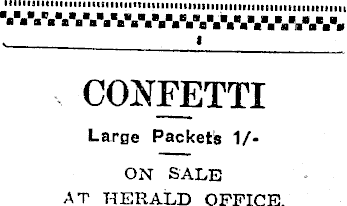 CONFETTI
Large Packets 1/-
ON SALE
AT HERALD OFFICE.